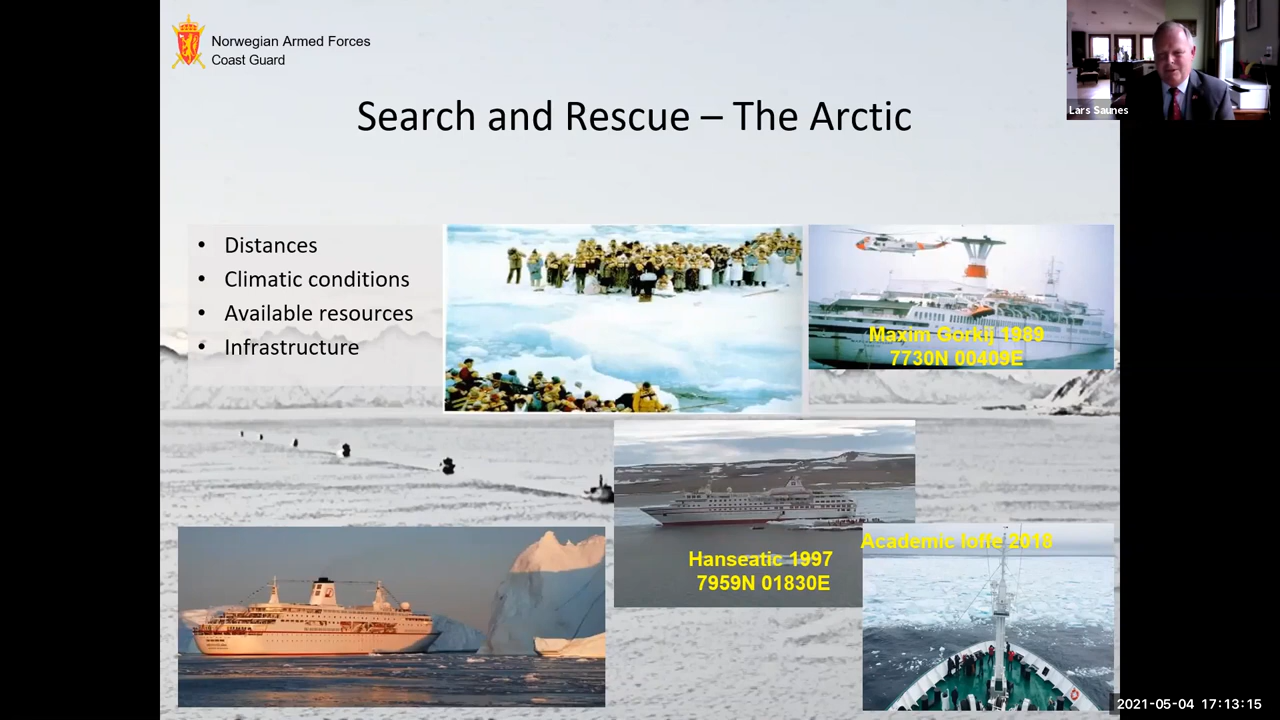 Norwegian Armed Forces
Coast Guard
Lars Saunes
Search and Rescue – The Arctic
• Distances
• Climatic conditions
• Available resources
• Infrastructure
Maxim Gorkij 1989
7730N 00409E
Hanseatic 1997
7959N 01830E
Academic Ioffe 2018
2021-05-04 17:13:15